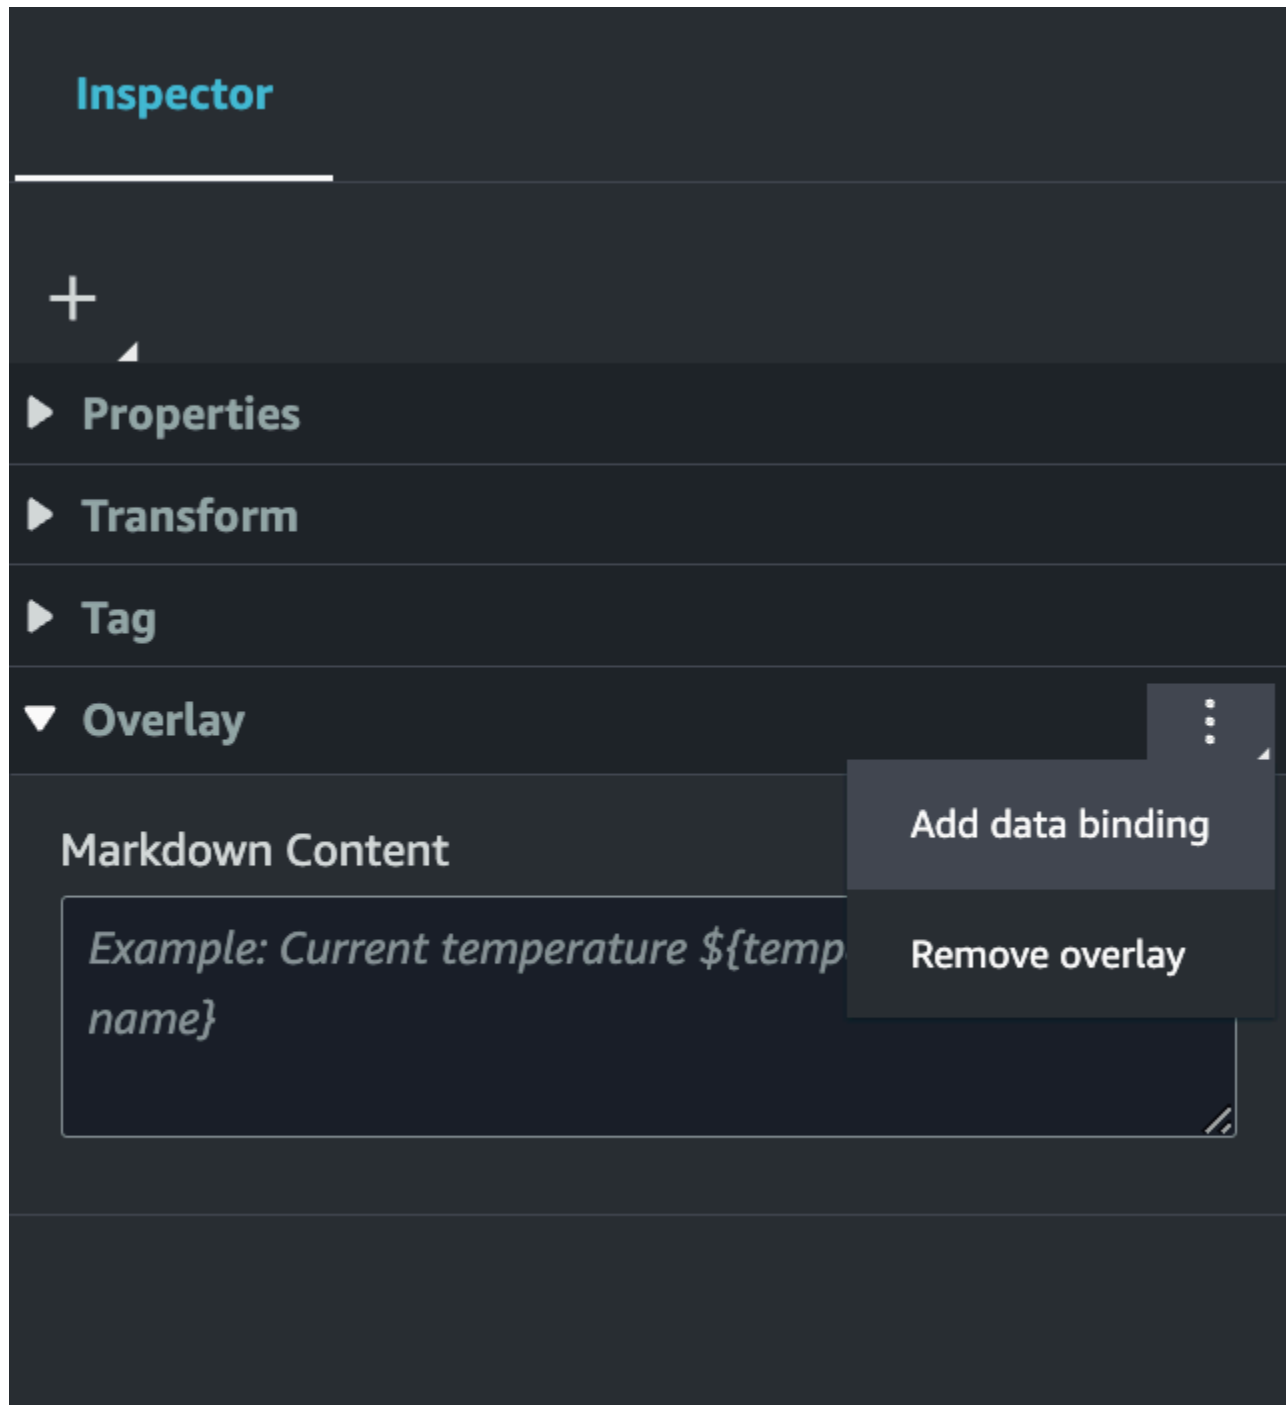 Inspector
Properties
Transform
Tag
Overlay
Add data binding
Remove overlay
Markdown Content
Example: Current temperature ${temp
name}